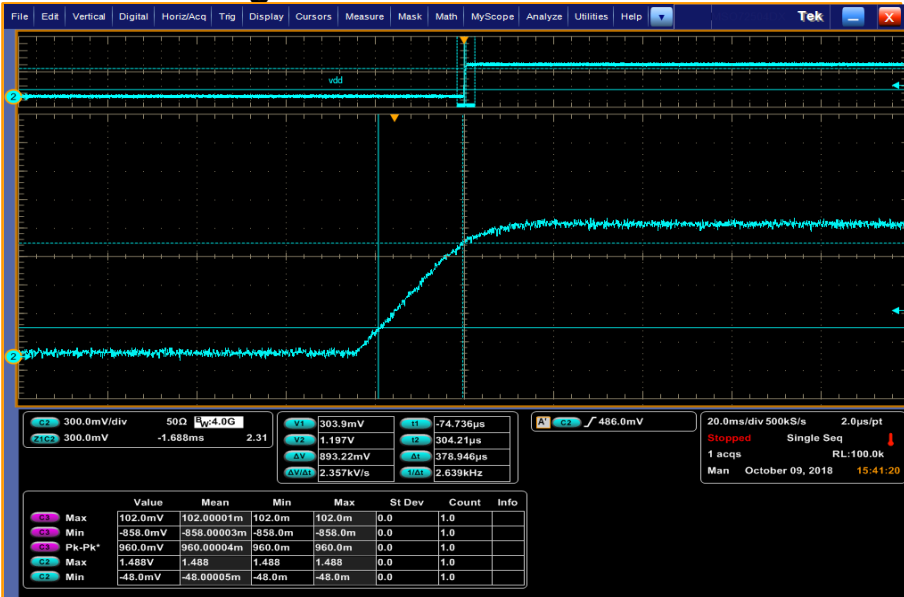 File Edit Vertical Digital Horiz/Acq Trig Display Cursors Measure Mask Math MyScope Analyze Utilities Help Tek X
vdd
2
2
C2 300.0mV/div 50Ω BW:4.0G
Z1C2 300.0mV -1.688ms 2.31
V1 303.9mV t1 -74.736µs
V2 1.197V t2 304.21µs
ΔV 893.22mV Δt 378.946µs
ΔV/Δt 2.357kV/s 1/Δt 2.639kHz
A' C2 486.0mV
20.0ms/div 500kS/s 2.0µs/pt
Stopped Single Seq
1 acqs RL:100.0k
Man October 09, 2018 15:41:20
Value Mean Min Max St Dev Count Info
C3 Max 102.0mV 102.00001m 102.0m 102.0m 0.0 1.0
C3 Min -858.0mV -858.00003m -858.0m -858.0m 0.0 1.0
C3 Pk-Pk* 960.0mV 960.00004m 960.0m 960.0m 0.0 1.0
C2 Max 1.488V 1.488 1.488 1.488 0.0 1.0
C2 Min -48.0mV -48.00005m -48.0m -48.0m 0.0 1.0